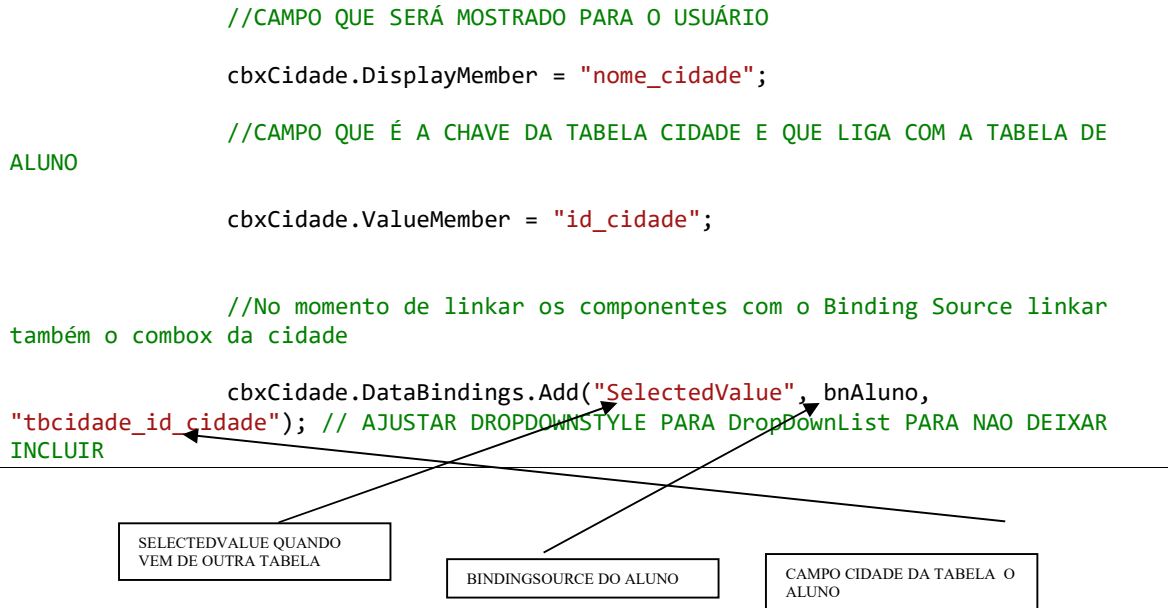 //CAMPO QUE SERÁ MOSTRADO PARA O USUÁRIO
cbxCidade.DisplayMember = "nome_cidade";
//CAMPO QUE É A CHAVE DA TABELA CIDADE E QUE LIGA COM A TABELA DE
ALUNO
cbxCidade.ValueMember = "id_cidade";
//No momento de linkar os componentes com o Binding Source linkar
também o combox da cidade
cbxCidade.DataBindings.Add("SelectedValue", bnAluno,
"tbcidade_id_cidade"); // AJUSTAR DROPDOWNSTYLE PARA DropDownList PARA NAO DEIXAR
INCLUIR
SELECTEDVALUE QUANDO
VEM DE OUTRA TABELA
BINDINGSOURCE DO ALUNO
CAMPO CIDADE DA TABELA O
ALUNO